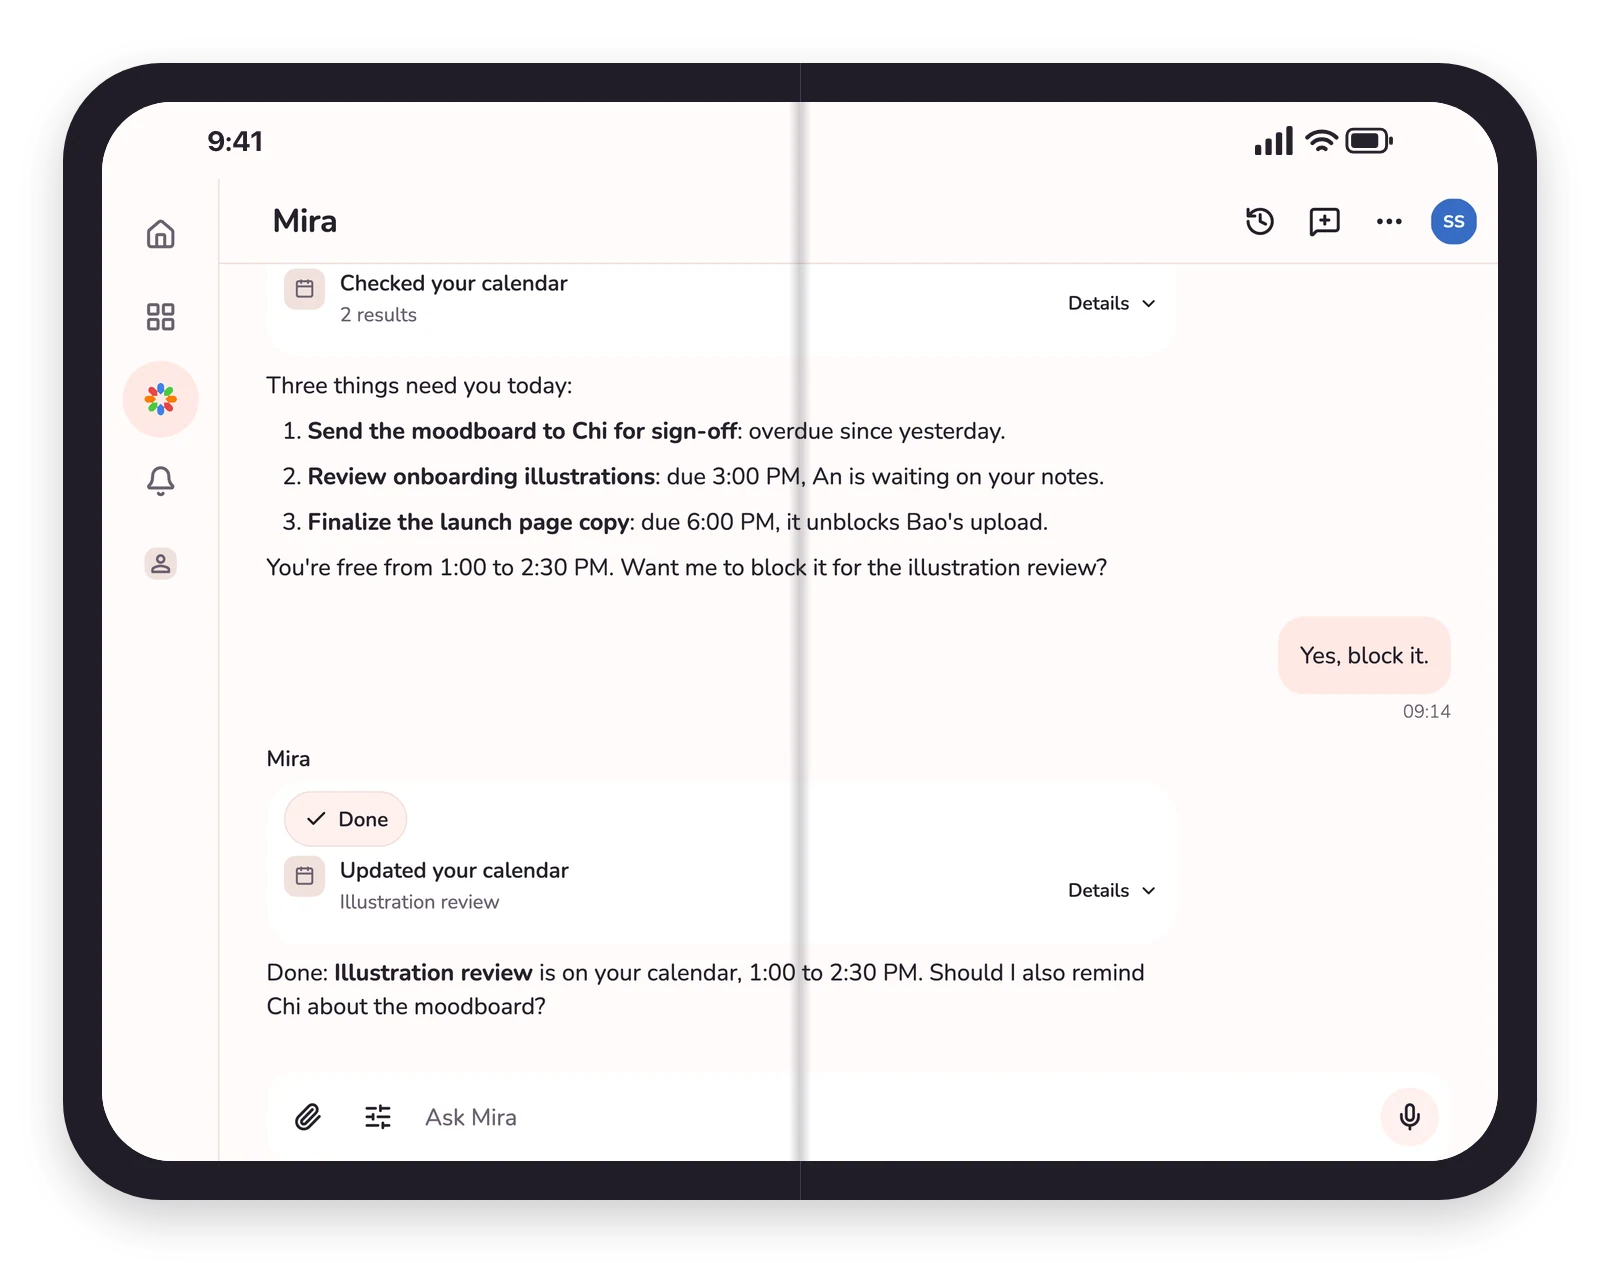 9:41
Mira
SS
Checked your calendar
2 results
Details
Three things need you today:
1. Send the moodboard to Chi for sign-off: overdue since yesterday.
2. Review onboarding illustrations: due 3:00 PM, An is waiting on your notes.
3. Finalize the launch page copy: due 6:00 PM, it unblocks Bao's upload.
You're free from 1:00 to 2:30 PM. Want me to block it for the illustration review?
Yes, block it.
09:14
Mira
Done
Updated your calendar
Illustration review
Details
Done: Illustration review is on your calendar, 1:00 to 2:30 PM. Should I also remind
Chi about the moodboard?
Ask Mira